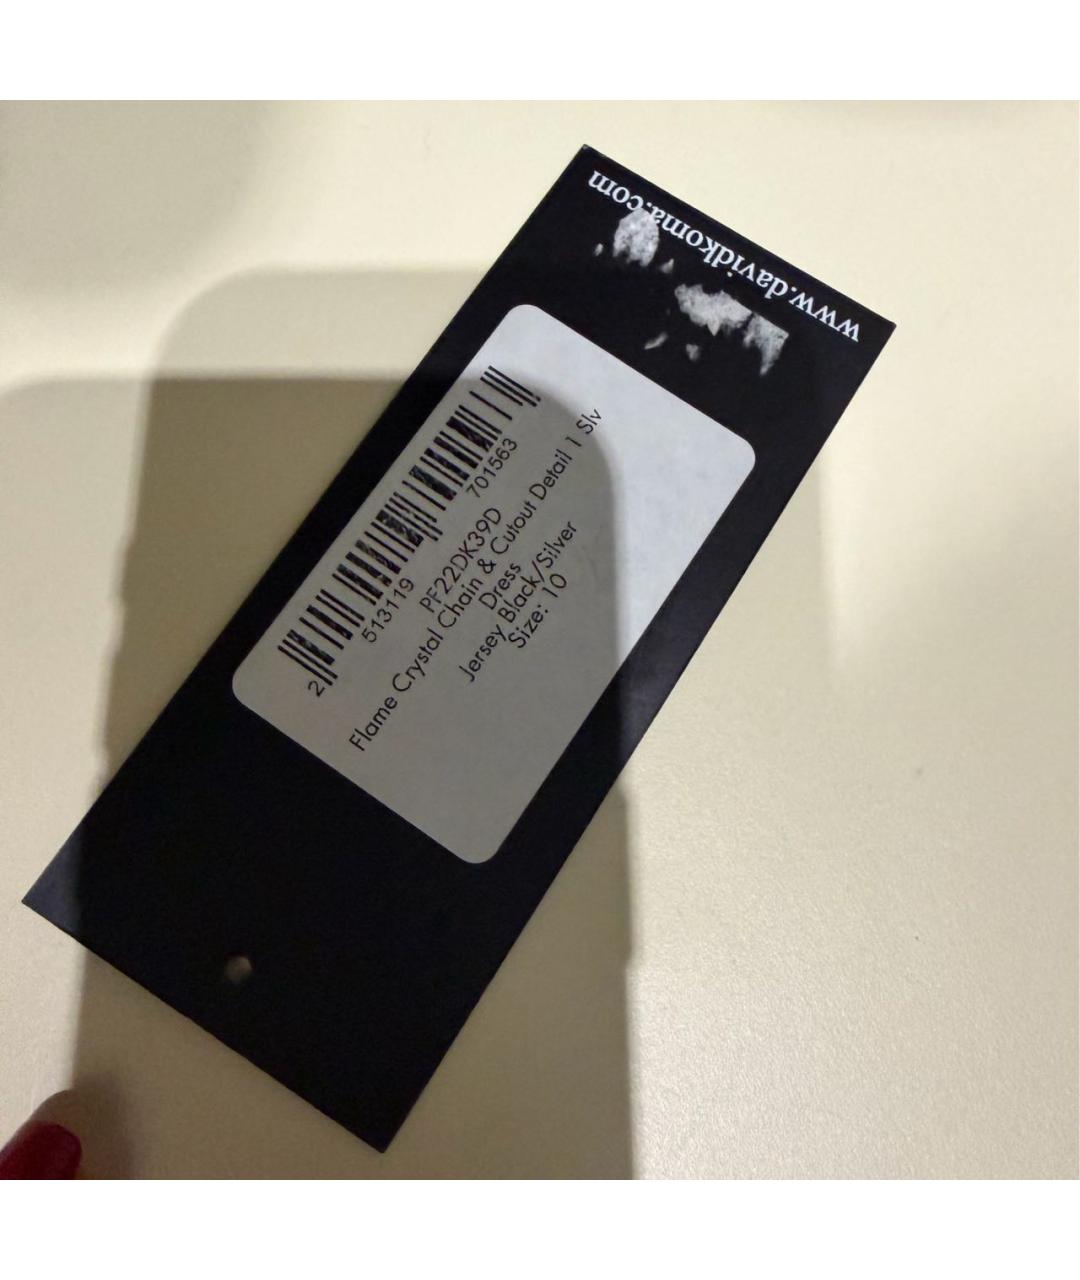 www.davidkoma.com
2 513119 701563
PF22DK39D
Flame Crystal Chain & Cutout Detail 1 Slv
Dress
Jersey Black/Silver
Size: 10